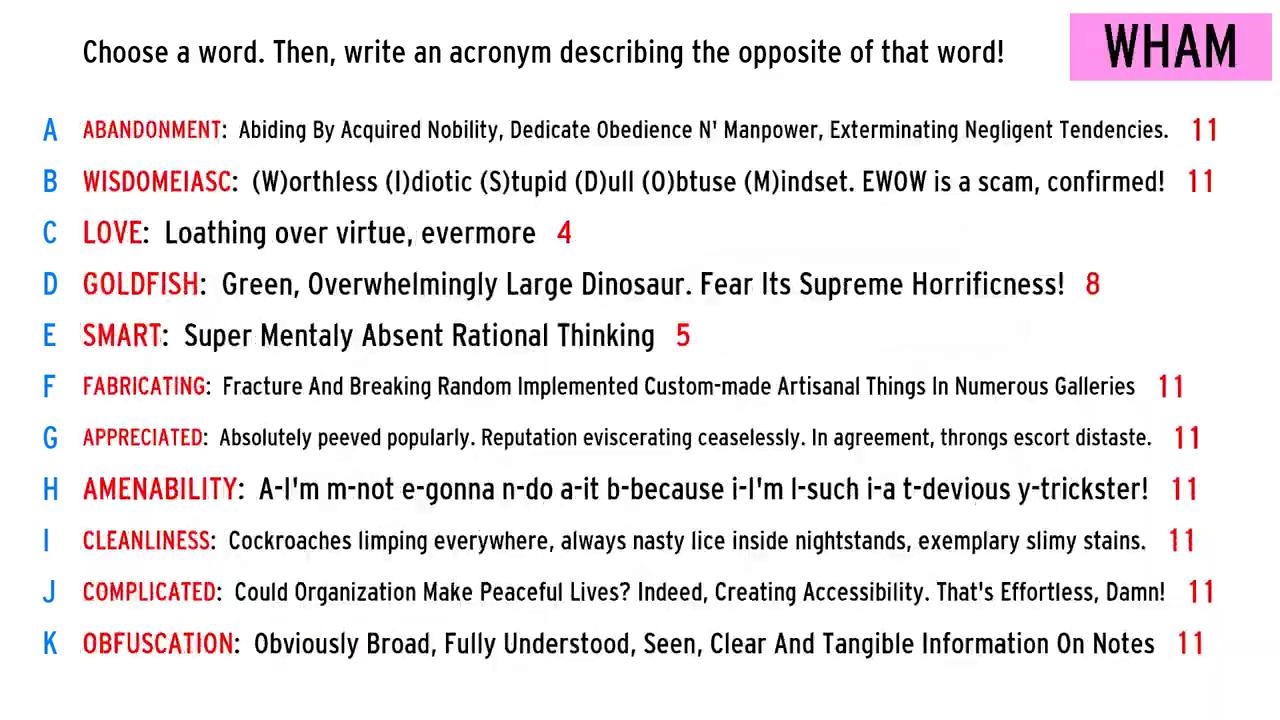 Choose a word. Then, write an acronym describing the opposite of that word!
WHAM
A ABANDONMENT: Abiding By Acquired Nobility, Dedicate Obedience N' Manpower, Exterminating Negligent Tendencies. 11
B WISDOMEIASC: (W)orthless (I)diotic (S)tupid (D)ull (O)btuse (M)indset. EWOW is a scam, confirmed! 11
C LOVE: Loathing over virtue, evermore 4
D GOLDFISH: Green, Overwhelmingly Large Dinosaur. Fear Its Supreme Horrificness! 8
E SMART: Super Mentaly Absent Rational Thinking 5
F FABRICATING: Fracture And Breaking Random Implemented Custom-made Artisanal Things In Numerous Galleries 11
G APPRECIATED: Absolutely peeved popularly. Reputation eviscerating ceaselessly. In agreement, throngs escort distaste. 11
H AMENABILITY: A-I'm m-not e-gonna n-do a-it b-because i-I'm l-such i-a t-devious y-trickster! 11
I CLEANLINESS: Cockroaches limping everywhere, always nasty lice inside nightstands, exemplary slimy stains. 11
J COMPLICATED: Could Organization Make Peaceful Lives? Indeed, Creating Accessibility. That's Effortless, Damn! 11
K OBFUSCATION: Obviously Broad, Fully Understood, Seen, Clear And Tangible Information On Notes 11